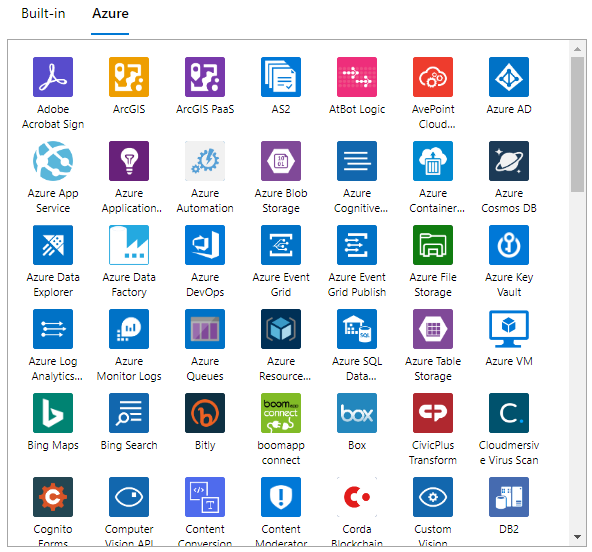 Built-in Azure
Adobe ArcGIS ArcGIS PaaS AS2 AtBot Logic AvePoint Azure AD
Acrobat Sign Cloud...
Azure App Azure Azure Azure Blob Azure Azure Azure
Service Application... Automation Storage Cognitive... Container... Cosmos DB
Azure Data Azure Data Azure Azure Event Azure Event Azure File Azure Key
Explorer Factory DevOps Grid Grid Publish Storage Vault
Azure Log Azure Azure Azure Azure SQL Azure Table Azure VM
Analytics... Monitor Logs Queues Resource... Data... Storage
boomapp
connect
box
Bing Maps Bing Search Bitly boomapp Box CivicPlus Cloudmersiv
connect Transform e Virus Scan
Cognito Computer Content Content Corda Custom DB2
Forms Vision API Conversion Moderator Blockchain Vision